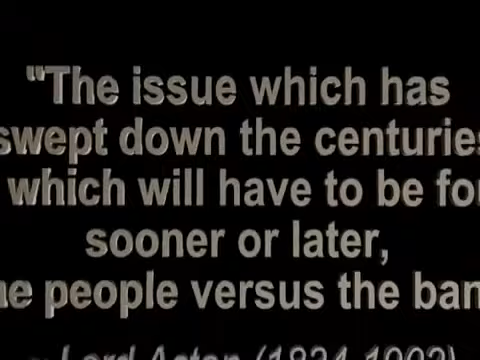 "The issue which has
swept down the centuries
which will have to be fo
sooner or later,
he people versus the ban
Lord Acton (1834-1902)